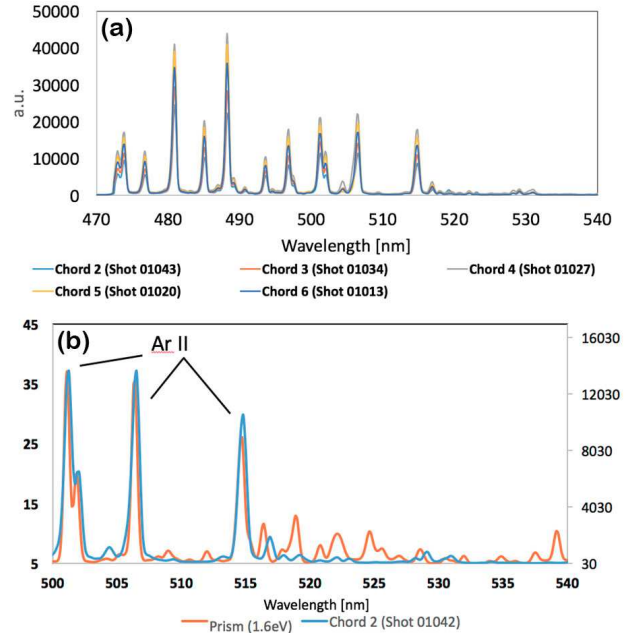 (a)
50000
40000
30000
20000
10000
0
a.u.
470 480 490 500 510 520 530 540
Wavelength [nm]
Chord 2 (Shot 01043) Chord 3 (Shot 01034) Chord 4 (Shot 01027)
Chord 5 (Shot 01020) Chord 6 (Shot 01013)
(b)
Ar II
45
35
25
15
5
16030
12030
8030
4030
30
500 505 510 515 520 525 530 535 540
Wavelength [nm]
Prism (1.6eV) Chord 2 (Shot 01042)